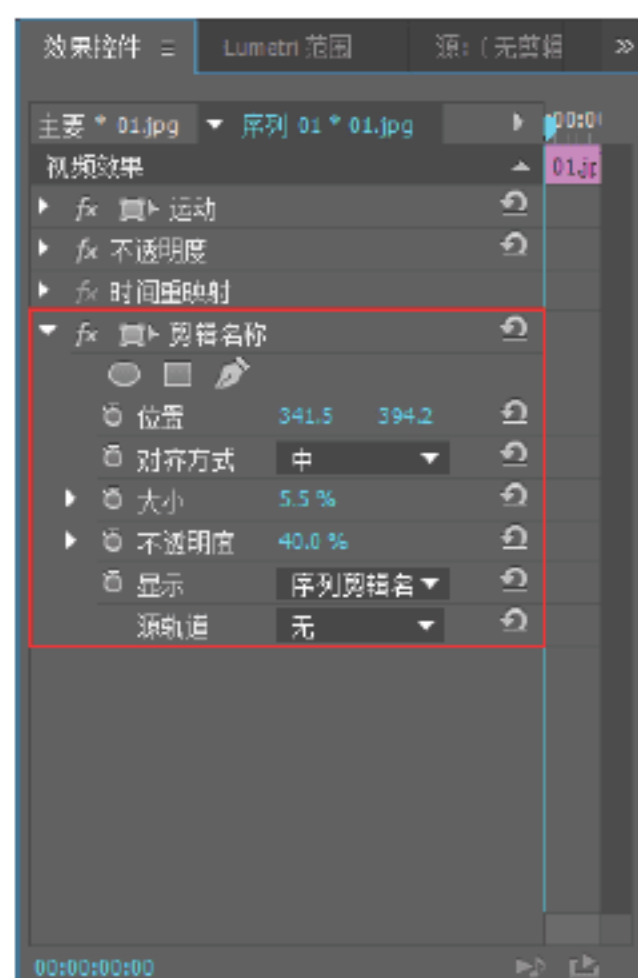 效果控件 Lumetri 范围 源:(无剪辑
主要 * 01.jpg 序列 01 * 01.jpg 00:0
视频效果 01.jp
fx 运动
fx 不透明度
fx 时间重映射
fx 剪辑名称
位置 341.5 394.2
对齐方式 中
大小 5.5 %
不透明度 40.0 %
显示 序列剪辑名
源轨道 无
00:00:00:00